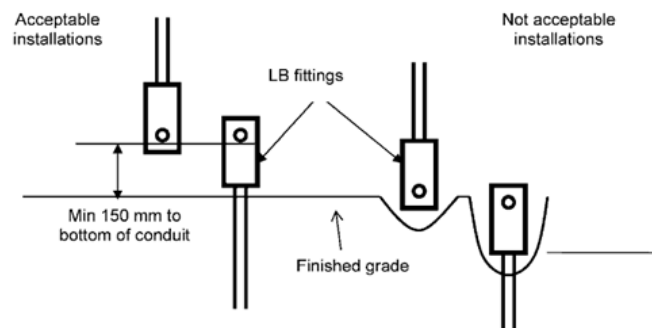 Acceptable
installations
Not acceptable
installations
LB fittings
Min 150 mm to
bottom of conduit
Finished grade